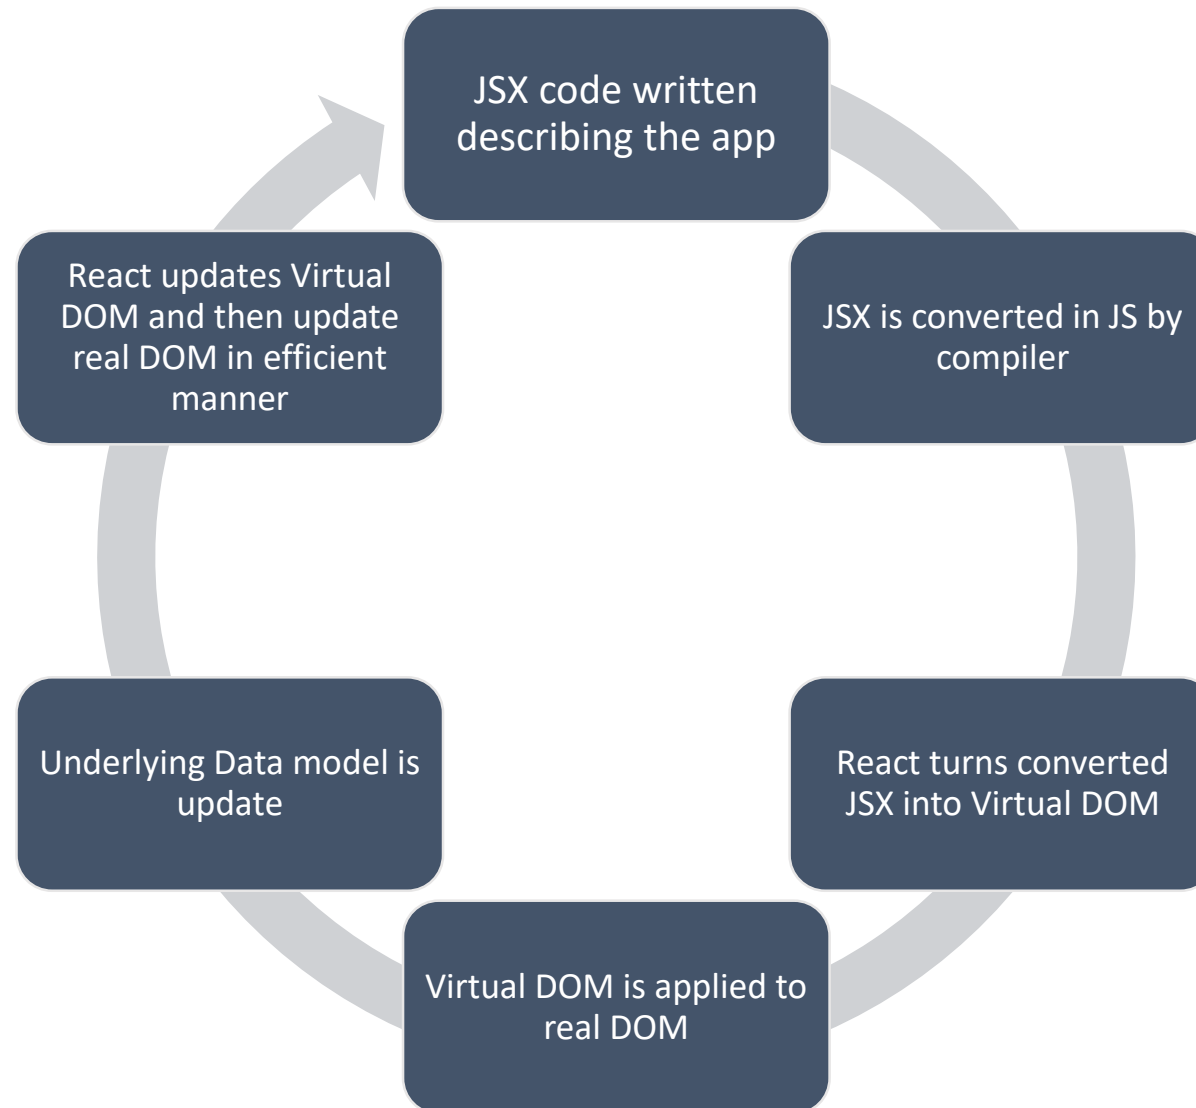 JSX code written
describing the app
JSX is converted in JS by
compiler
React turns converted
JSX into Virtual DOM
Virtual DOM is applied to
real DOM
Underlying Data model is
update
React updates Virtual
DOM and then update
real DOM in efficient
manner